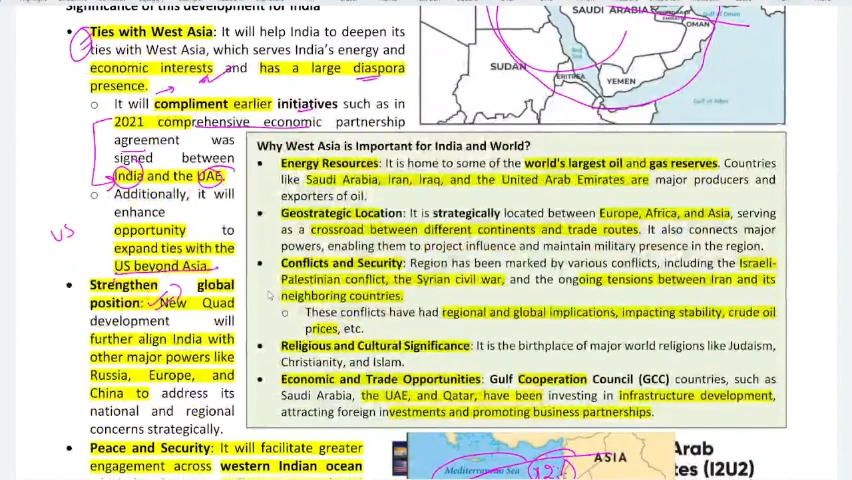 Significance of this development for India
• Ties with West Asia: It will help India to deepen its
ties with West Asia, which serves India's energy and
economic interests and has a large diaspora
presence.
o It will compliment earlier initiatives such as in
2021 comprehensive economic partnership
agreement was
signed between
India and the UAE.
o Additionally, it will
enhance
opportunity to
expand ties with the
US beyond Asia.
US
• Strengthen global
position: New Quad
development will
further align India with
other major powers like
Russia, Europe, and
China to address its
national and regional
concerns strategically.
• Peace and Security: It will facilitate greater
engagement across western Indian ocean
SAUDI ARABIA
OMAN
Gulf of Oman
Red
Sea
SUDAN
ERITREA
YEMEN
Gulf of Aden
Why West Asia is Important for India and World?
• Energy Resources: It is home to some of the world's largest oil and gas reserves. Countries
like Saudi Arabia, Iran, Iraq, and the United Arab Emirates are major producers and
exporters of oil.
• Geostrategic Location: It is strategically located between Europe, Africa, and Asia, serving
as a crossroad between different continents and trade routes. It also connects major
powers, enabling them to project influence and maintain military presence in the region.
• Conflicts and Security: Region has been marked by various conflicts, including the Israeli-
Palestinian conflict, the Syrian civil war, and the ongoing tensions between Iran and its
neighboring countries.
o These conflicts have had regional and global implications, impacting stability, crude oil
prices, etc.
• Religious and Cultural Significance: It is the birthplace of major world religions like Judaism,
Christianity, and Islam.
• Economic and Trade Opportunities: Gulf Cooperation Council (GCC) countries, such as
Saudi Arabia, the UAE, and Qatar, have been investing in infrastructure development,
attracting foreign investments and promoting business partnerships.
Mediterranean Sea
ASIA
Arab
tes (I2U2)